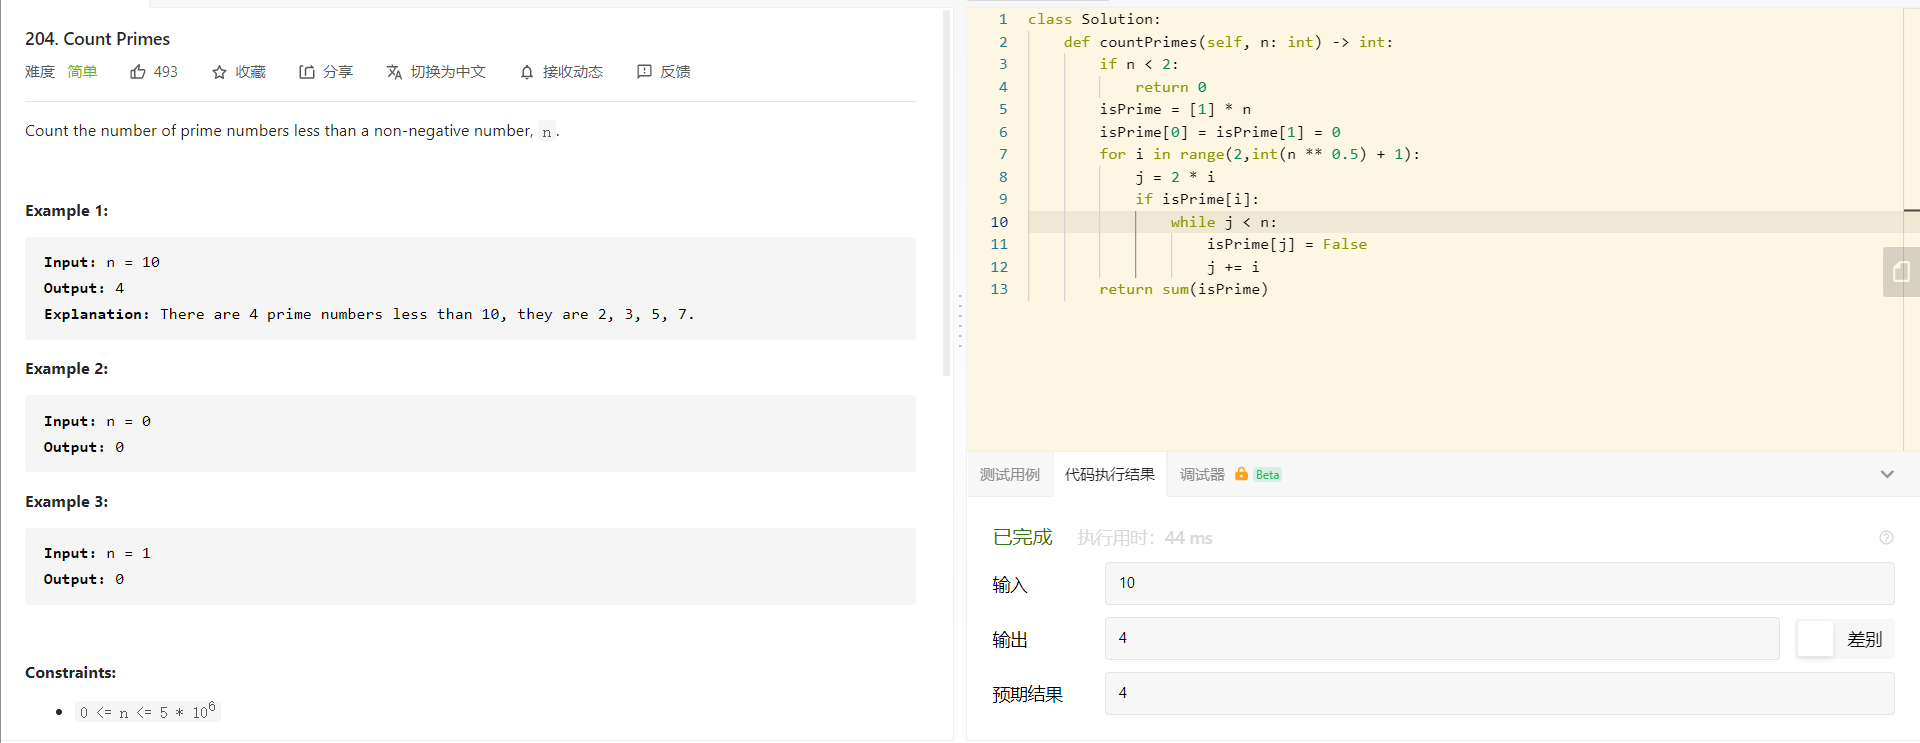 204. Count Primes
难度 简单 493 收藏 分享 切换为中文 接收动态 反馈
Count the number of prime numbers less than a non-negative number, n.
Example 1:
Input: n = 10
Output: 4
Explanation: There are 4 prime numbers less than 10, they are 2, 3, 5, 7.
Example 2:
Input: n = 0
Output: 0
Example 3:
Input: n = 1
Output: 0
Constraints:
• 0 <= n <= 5 * 10⁶
1 class Solution:
2     def countPrimes(self, n: int) -> int:
3         if n < 2:
4             return 0
5         isPrime = [1] * n
6         isPrime[0] = isPrime[1] = 0
7         for i in range(2,int(n ** 0.5) + 1):
8             j = 2 * i
9             if isPrime[i]:
10                 while j < n:
11                     isPrime[j] = False
12                     j += i
13         return sum(isPrime)
测试用例 代码执行结果 调试器 Beta
已完成 执行用时: 44 ms
输入 10
输出 4 差别
预期结果 4